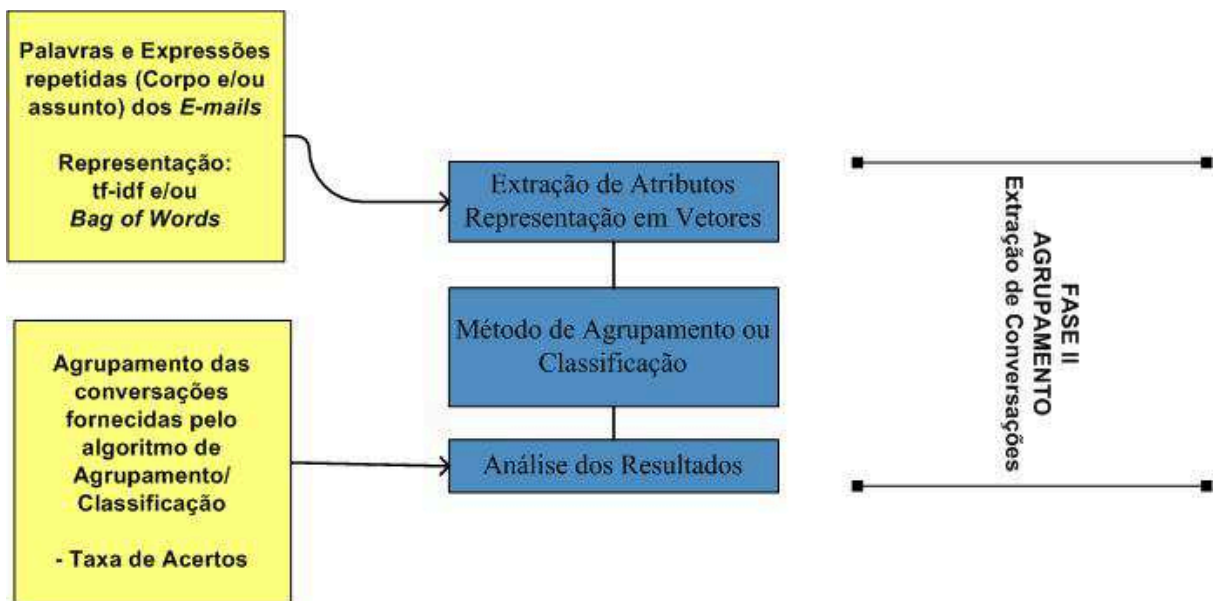 Palavras e Expressões
repetidas (Corpo e/ou
assunto) dos E-mails
Representação:
tf-idf e/ou
Bag of Words
Extração de Atributos
Representação em Vetores
Método de Agrupamento ou
Classificação
Agrupamento das
conversações
fornecidas pelo
algoritmo de
Agrupamento/
Classificação
- Taxa de Acertos
Análise dos Resultados
FASE II
AGRUPAMENTO
Extração de Conversações